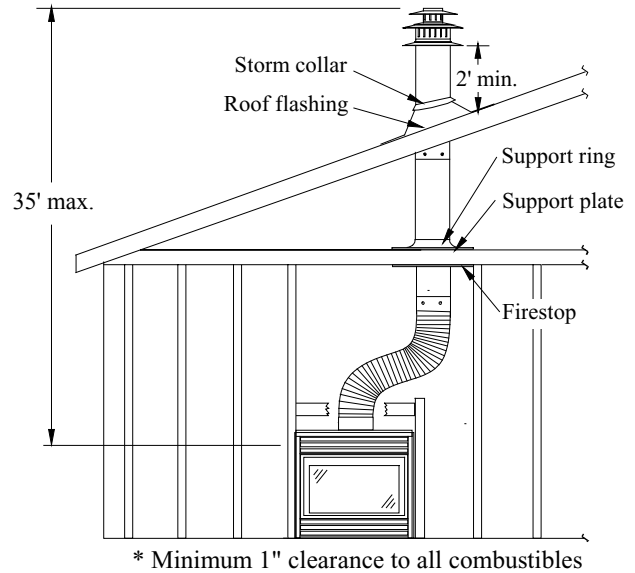 Storm collar
2' min.
Roof flashing
Support ring
35' max.
Support plate
Firestop
* Minimum 1" clearance to all combustibles